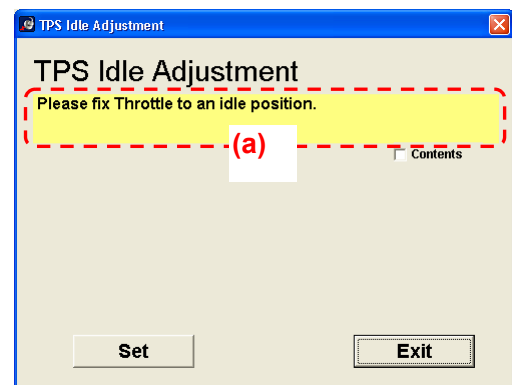 TPS Idle Adjustment
TPS Idle Adjustment
Please fix Throttle to an idle position.
(a)
Contents
Set
Exit